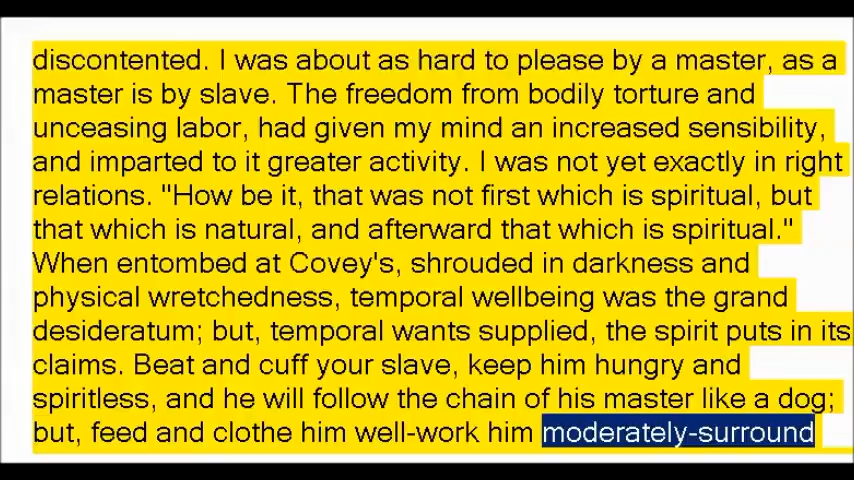 discontented. I was about as hard to please by a master, as a
master is by slave. The freedom from bodily torture and
unceasing labor, had given my mind an increased sensibility,
and imparted to it greater activity. I was not yet exactly in right
relations. "How be it, that was not first which is spiritual, but
that which is natural, and afterward that which is spiritual."
When entombed at Covey's, shrouded in darkness and
physical wretchedness, temporal wellbeing was the grand
desideratum; but, temporal wants supplied, the spirit puts in its
claims. Beat and cuff your slave, keep him hungry and
spiritless, and he will follow the chain of his master like a dog;
but, feed and clothe him well-work him moderately-surround